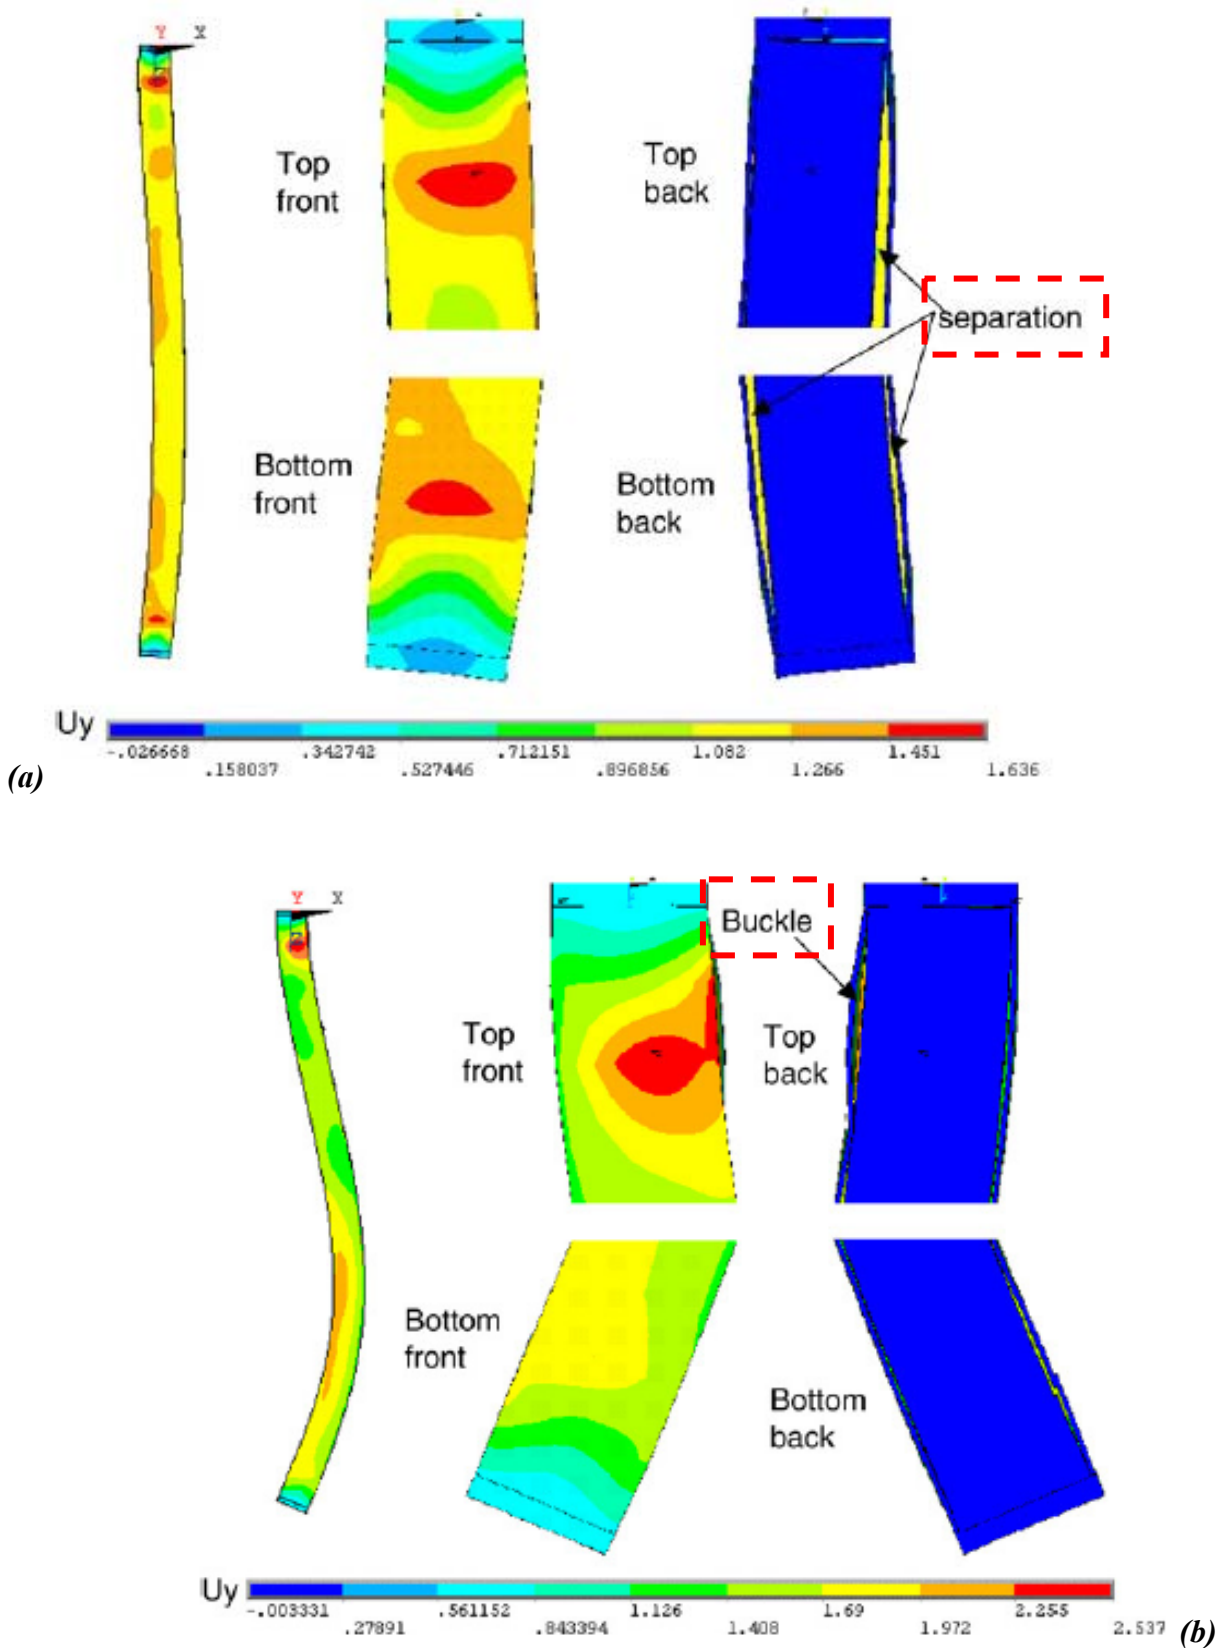 Y
X
Top
front
Top
back
separation
Bottom
front
Bottom
back
Uy
-.026668 .342742 .712151 1.082 1.451
.158037 .527446 .896856 1.266 1.636
(a)
Y
X
Buckle
Top
front
Top
back
Bottom
front
Bottom
back
Uy
-.003331 .561152 1.126 1.69 2.255
.27891 .843394 1.408 1.972 2.537
(b)